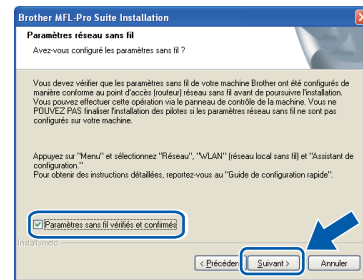 Brother MFL-Pro Suite Installation
Paramètres réseau sans fil
Avez-vous configuré les paramètres sans fil ?
Vous devez vérifier que les paramètres sans fil de votre machine Brother ont été configurés de
manière conforme au point d'accès (routeur) réseau sans fil avant de poursuivre l'installation.
Vous pouvez effectuer cette opération via le panneau de contrôle de la machine. Vous ne
POUVEZ PAS finaliser l'installation des pilotes si les paramètres réseau sans fil ne sont pas
configurés sur votre machine.
Appuyez sur "Menu" et sélectionnez "Réseau", "WLAN" (réseau local sans fil) et "Assistant de
configuration."
Pour obtenir des instructions détaillées, reportez-vous au "Guide de configuration rapide".
Paramètres sans fil vérifiés et confirmés
InstallShield
< Précéden
Suivant >
Annuler